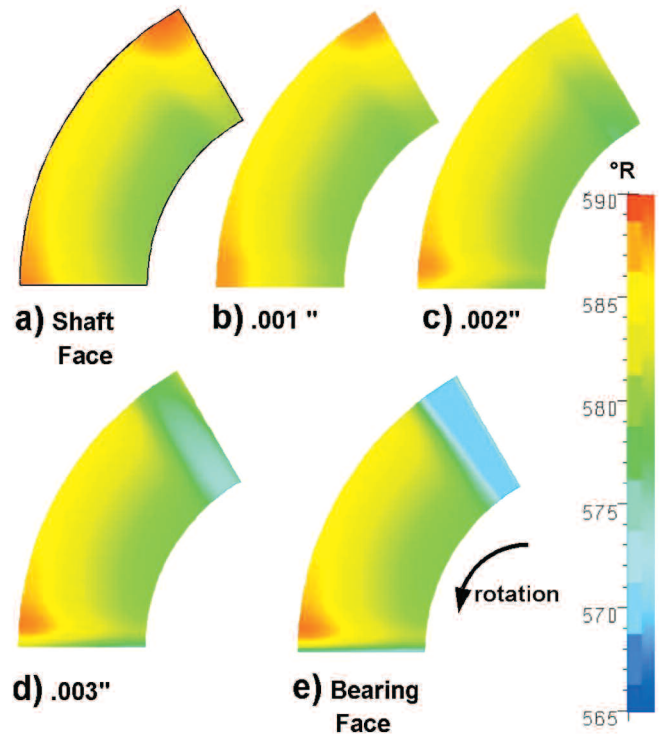 °R
590
585
a) Shaft
Face
b) .001 "
c) .002"
580
575
rotation
570
d) .003"
e) Bearing
Face
565